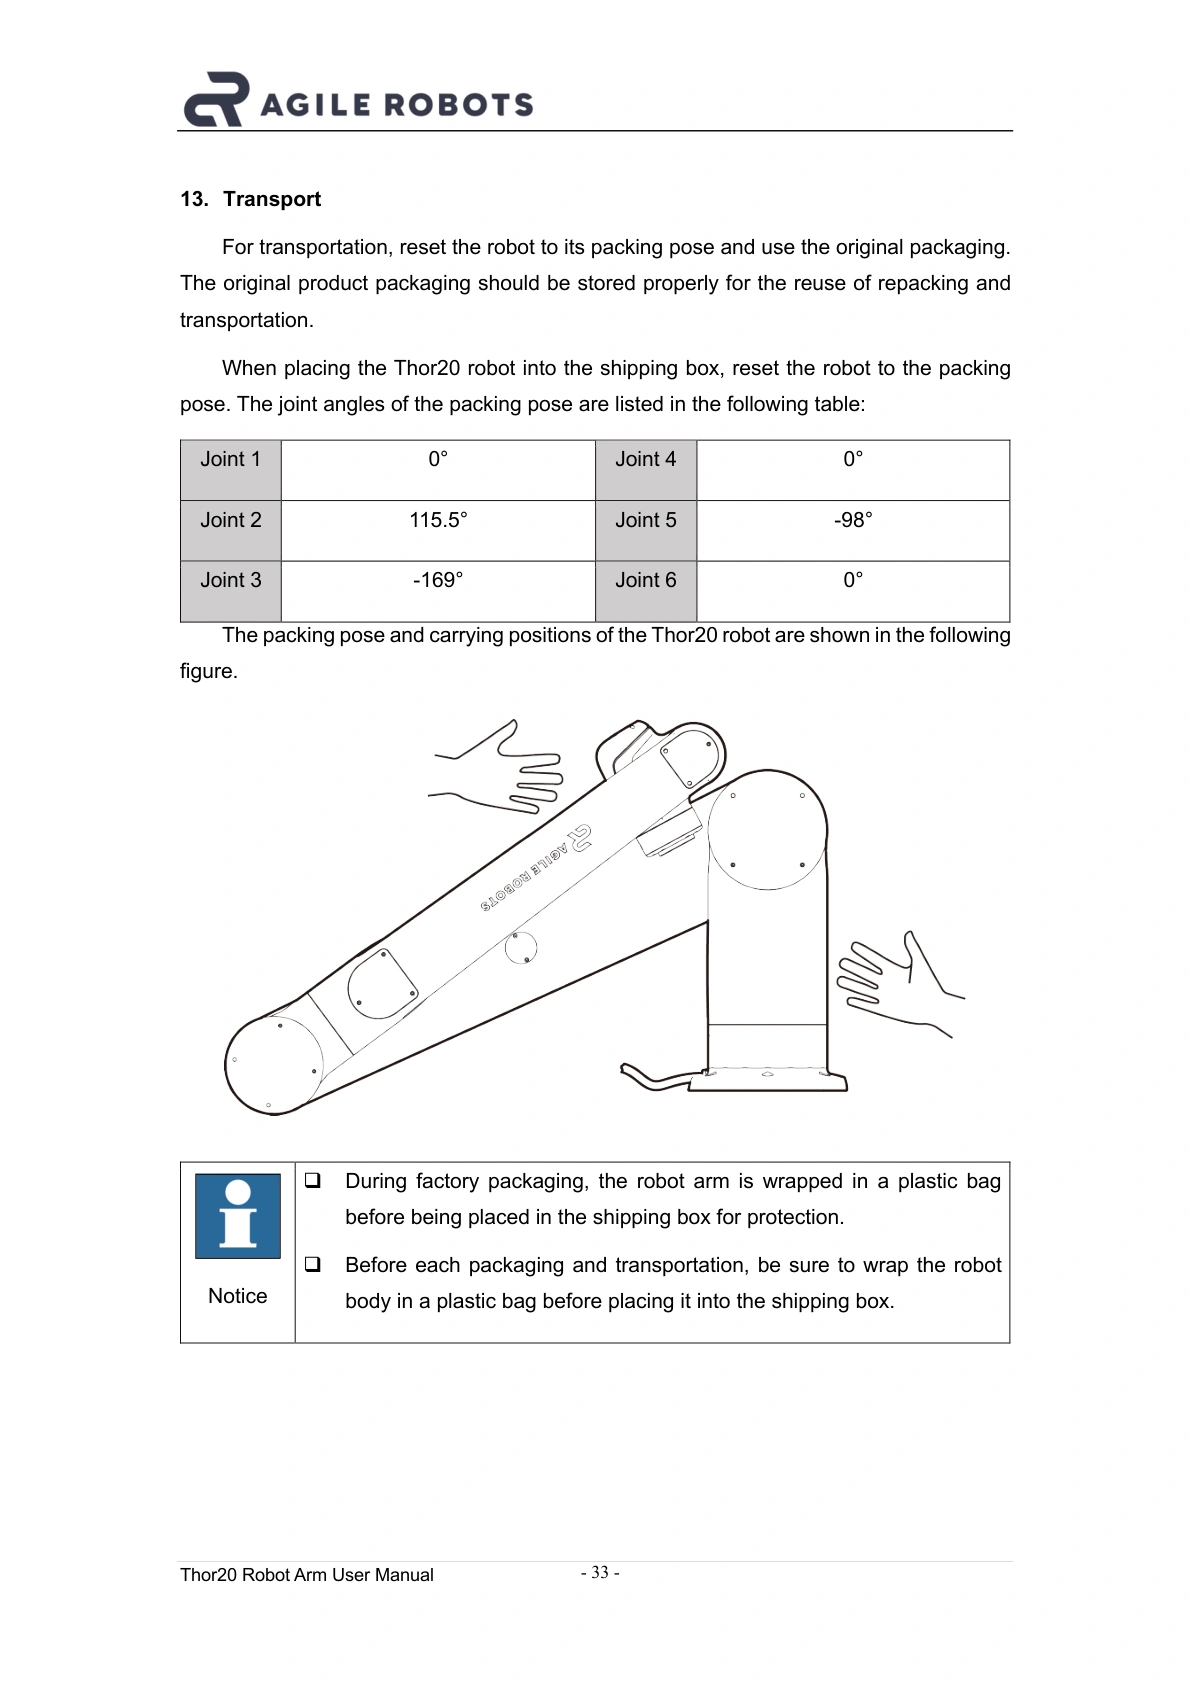 AGILE ROBOTS
13. Transport
For transportation, reset the robot to its packing pose and use the original packaging.
The original product packaging should be stored properly for the reuse of repacking and
transportation.
When placing the Thor20 robot into the shipping box, reset the robot to the packing
pose. The joint angles of the packing pose are listed in the following table:
Joint 1 0° Joint 4 0°
Joint 2 115.5° Joint 5 -98°
Joint 3 -169° Joint 6 0°
The packing pose and carrying positions of the Thor20 robot are shown in the following
figure.
AGILE ROBOTS
During factory packaging, the robot arm is wrapped in a plastic bag
before being placed in the shipping box for protection.
Before each packaging and transportation, be sure to wrap the robot
body in a plastic bag before placing it into the shipping box.
Notice
Thor20 Robot Arm User Manual - 33 -